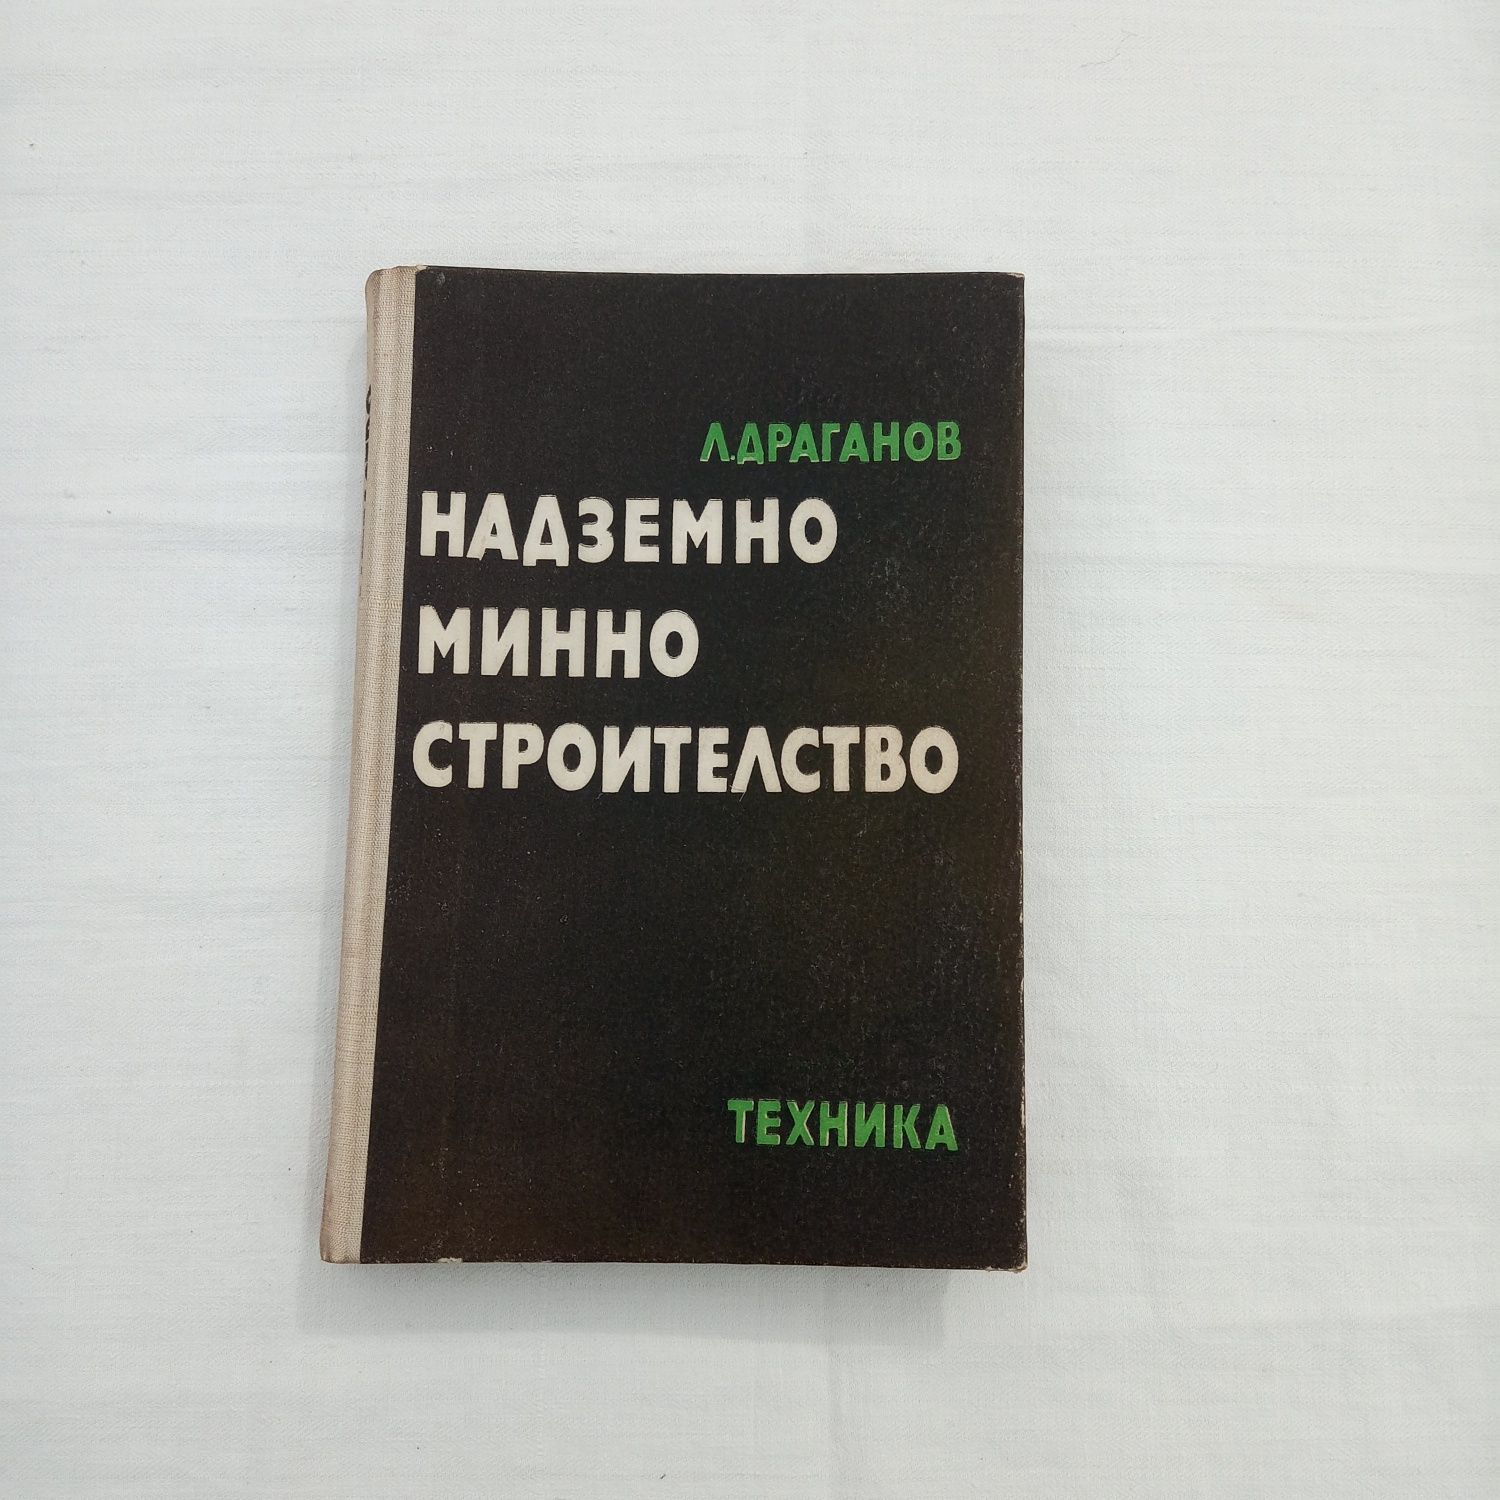 Л. ДРАГАНОВ
НАДЗЕМНО
МИННО
СТРОИТЕЛСТВО
ТЕХНИКА